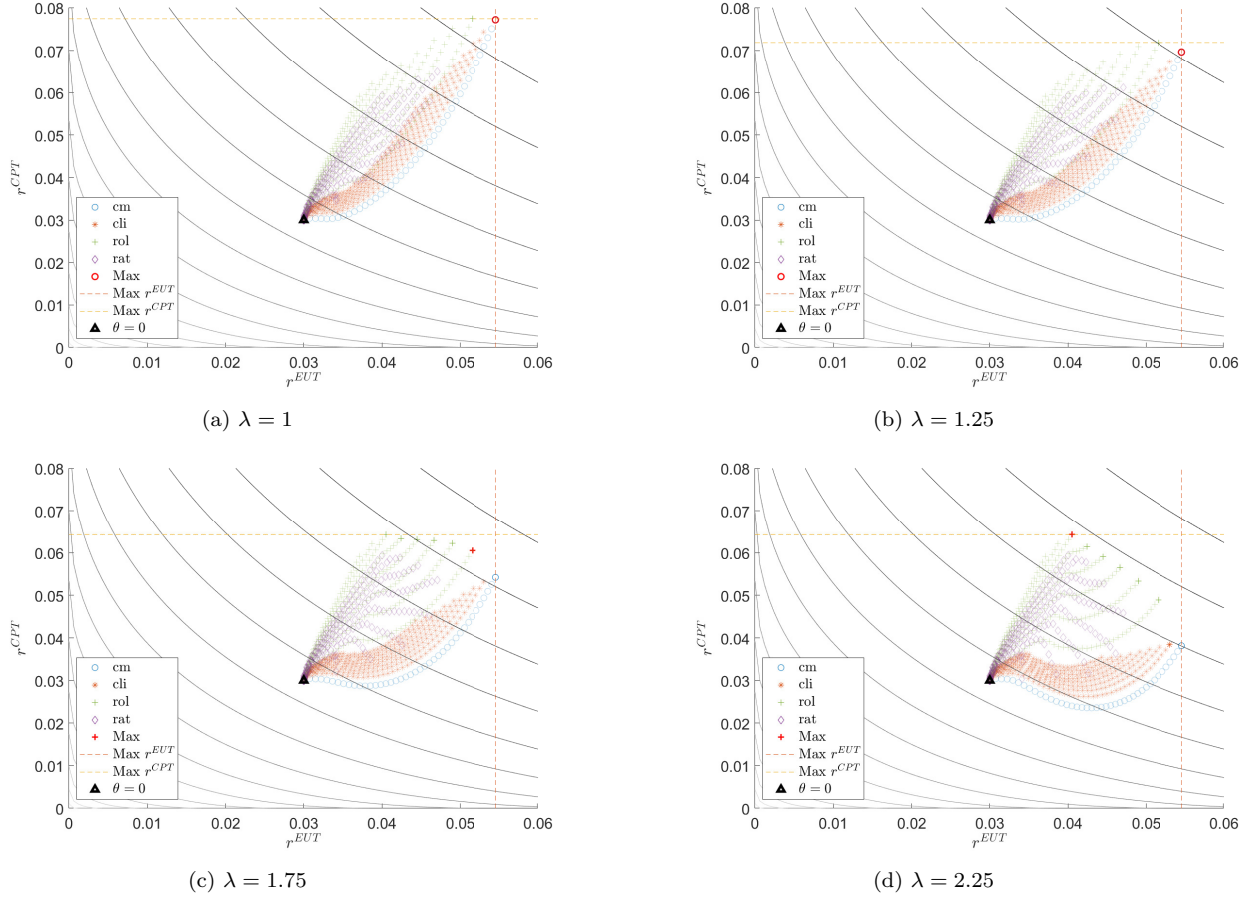 0.08
0.07
0.06
0.05
0.04
0.03
0.02
0.01
0
r^CPT
cm
cli
rol
rat
Max
Max r^EUT
Max r^CPT
θ = 0
0 0.01 0.02 0.03 0.04 0.05 0.06
r^EUT
(a) λ = 1
0.08
0.07
0.06
0.05
0.04
0.03
0.02
0.01
0
r^CPT
cm
cli
rol
rat
Max
Max r^EUT
Max r^CPT
θ = 0
0 0.01 0.02 0.03 0.04 0.05 0.06
r^EUT
(b) λ = 1.25
0.08
0.07
0.06
0.05
0.04
0.03
0.02
0.01
0
r^CPT
cm
cli
rol
rat
Max
Max r^EUT
Max r^CPT
θ = 0
0 0.01 0.02 0.03 0.04 0.05 0.06
r^EUT
(c) λ = 1.75
0.08
0.07
0.06
0.05
0.04
0.03
0.02
0.01
0
r^CPT
cm
cli
rol
rat
Max
Max r^EUT
Max r^CPT
θ = 0
0 0.01 0.02 0.03 0.04 0.05 0.06
r^EUT
(d) λ = 2.25